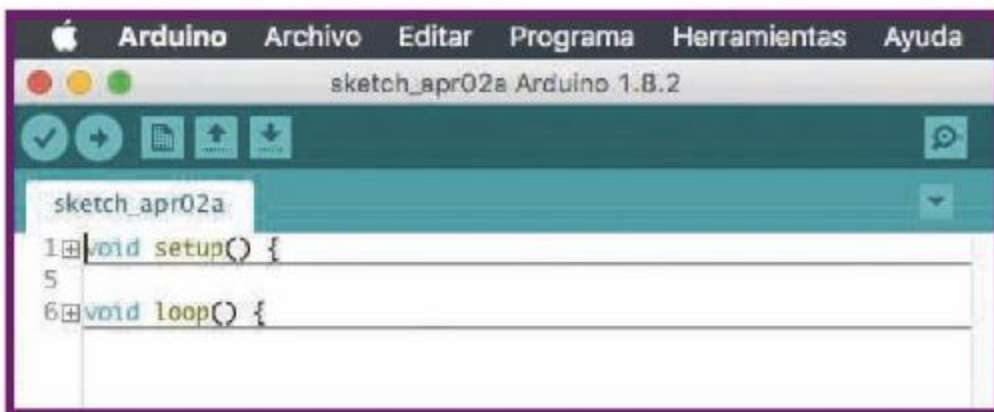 Arduino Archivo Editar Programa Herramientas Ayuda
sketch_apr02a Arduino 1.8.2
sketch_apr02a
1 void setup() {
5
6 void loop() {